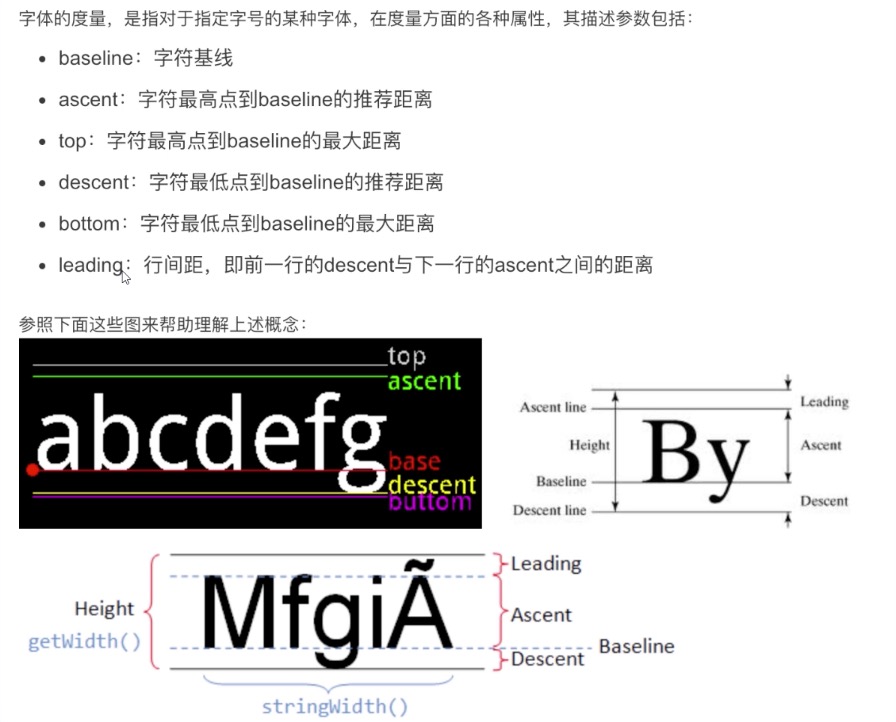 字体的度量，是指对于指定字号的某种字体，在度量方面的各种属性，其描述参数包括：
• baseline：字符基线
• ascent：字符最高点到baseline的推荐距离
• top：字符最高点到baseline的最大距离
• descent：字符最低点到baseline的推荐距离
• bottom：字符最低点到baseline的最大距离
• leading：行间距，即前一行的descent与下一行的ascent之间的距离
参照下面这些图来帮助理解上述概念：
top
ascent
abcdefg
base
descent
buttom
Ascent line
Height
Baseline
Descent line
By
Leading
Ascent
Descent
Height
getWidth()
MfgiÃ
Leading
Ascent
Baseline
Descent
stringWidth()